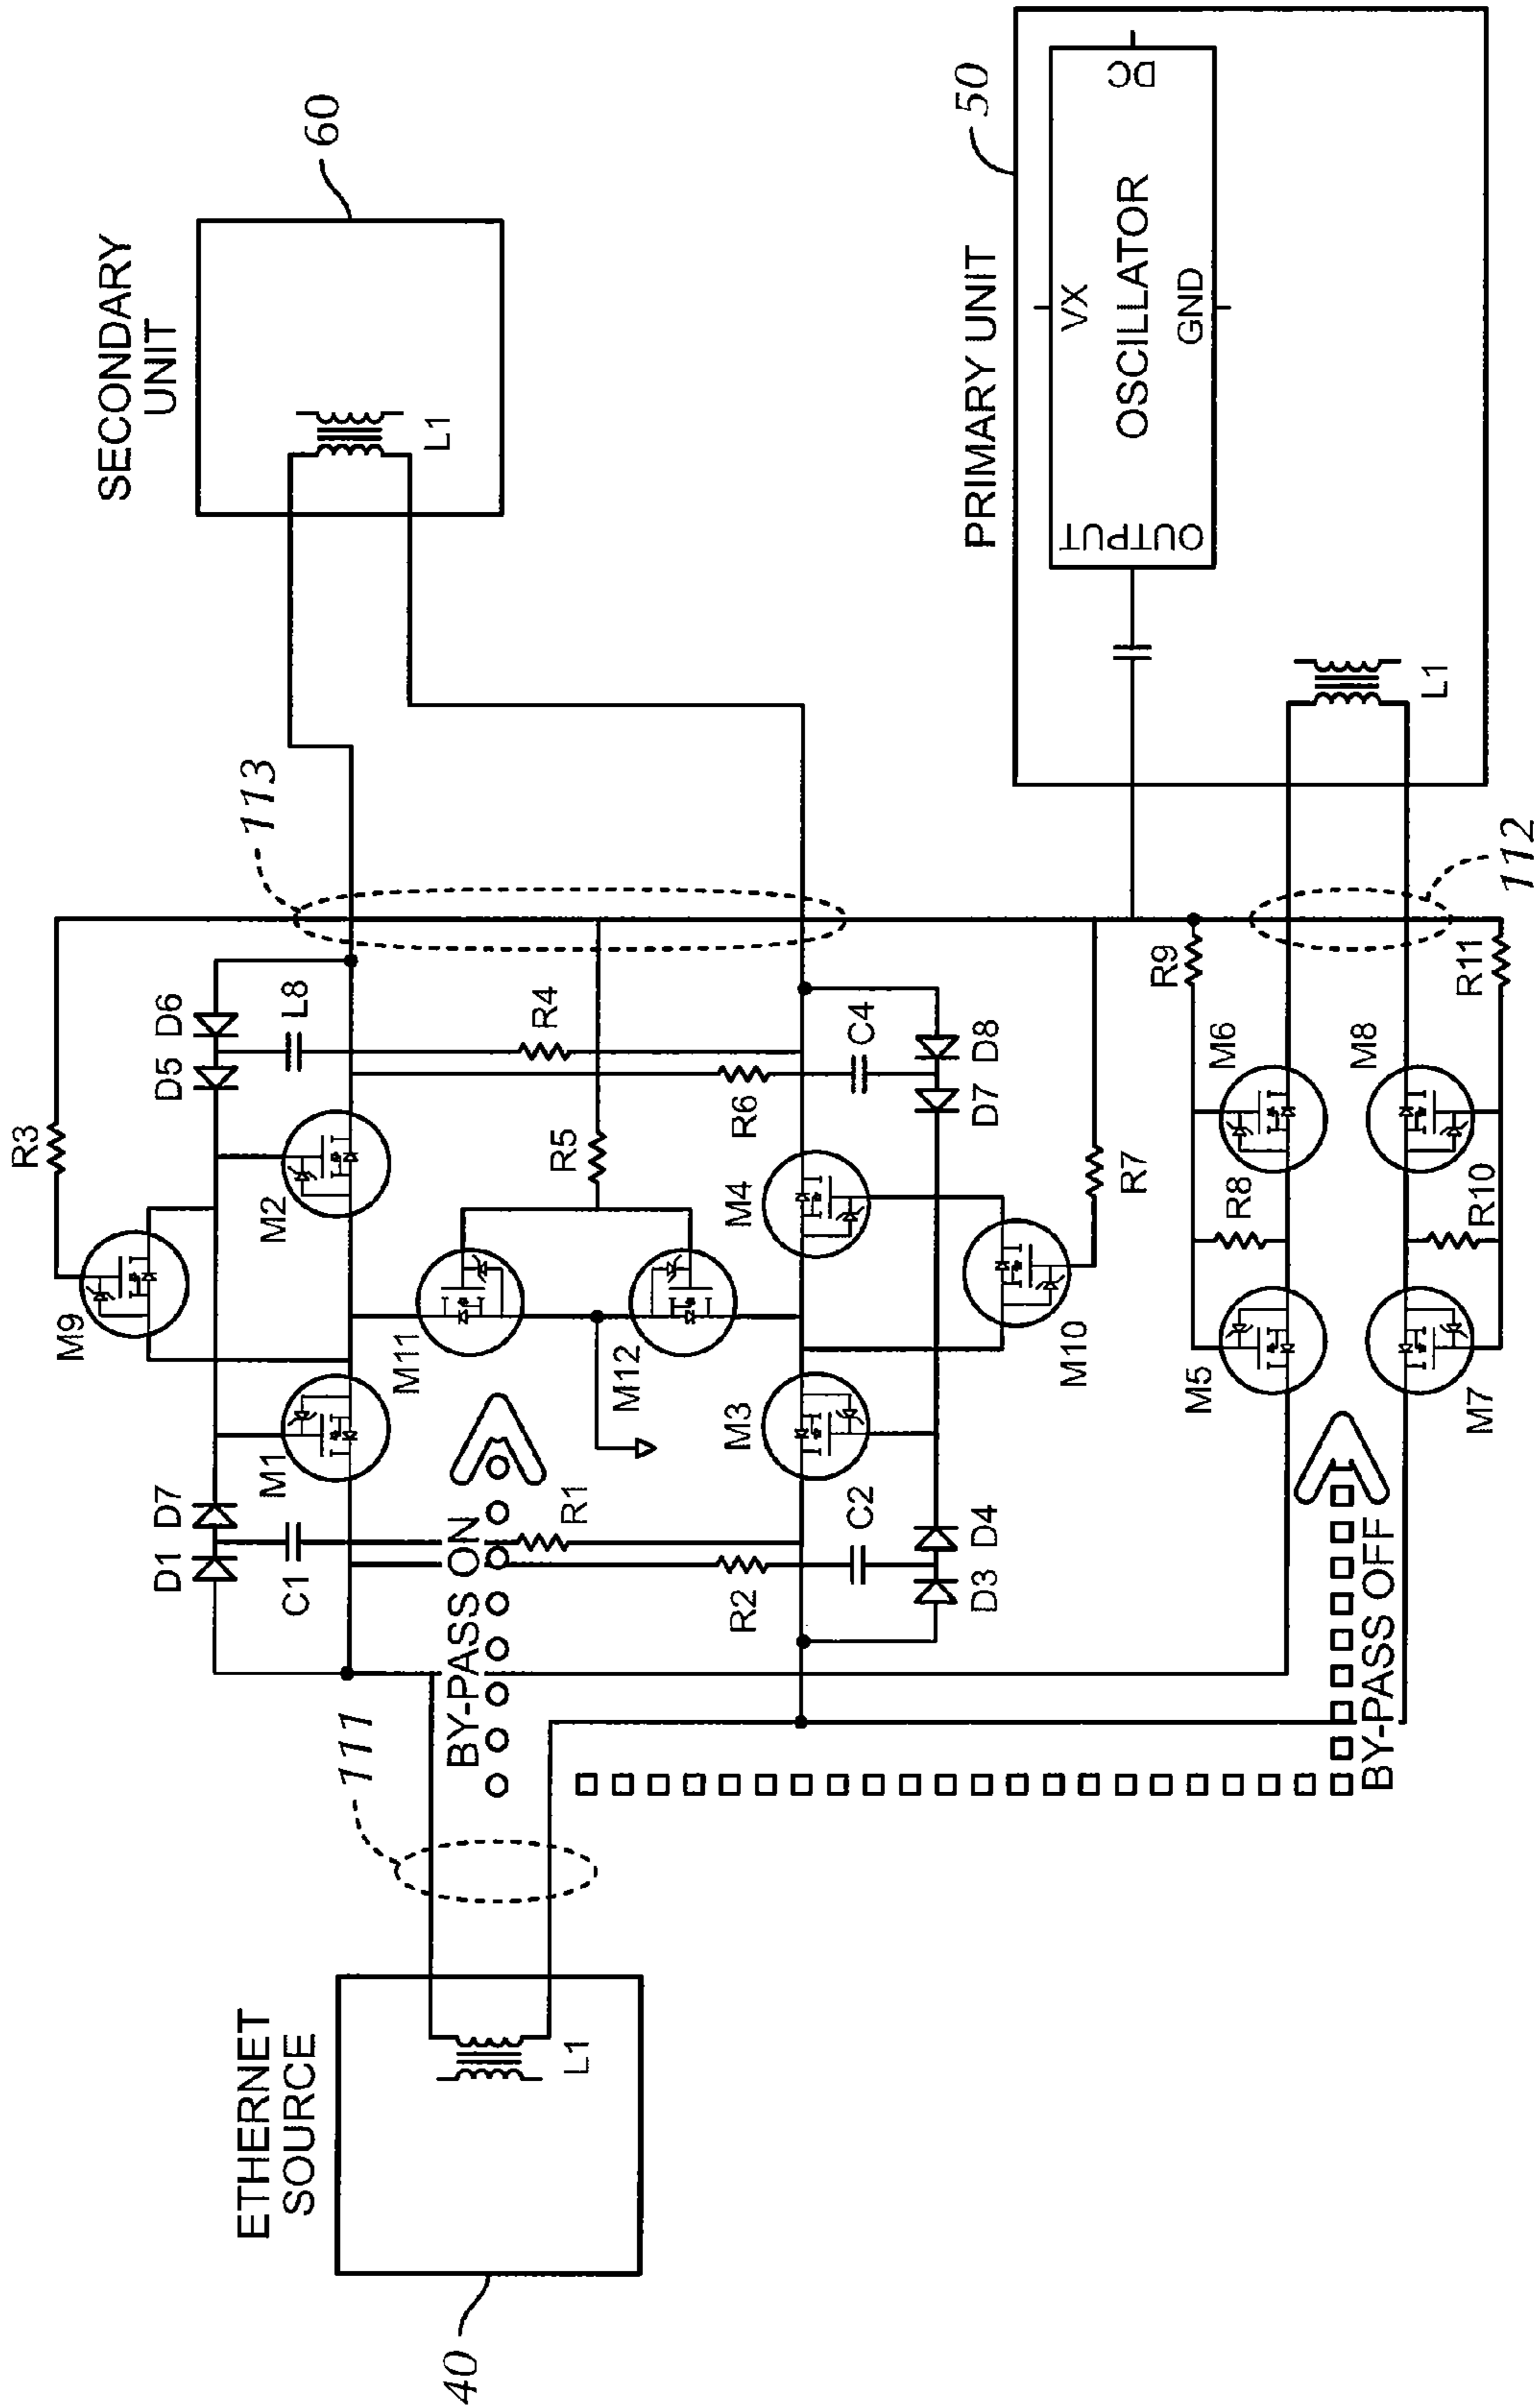 ETHERNET
SOURCE
40
L1
111
BY-PASS ON
BY-PASS OFF
D1
D7
C1
R1
M1
M9
R3
M2
D5
D6
L8
R4
113
SECONDARY
UNIT
60
L1
M11
M12
R5
R2
C2
D3
D4
M3
M4
M10
R6
C4
D7
D8
R7
M5
R8
M6
R9
M7
R10
M8
R11
112
PRIMARY UNIT
50
OUTPUT
VX
OSCILLATOR
GND
DC
L1